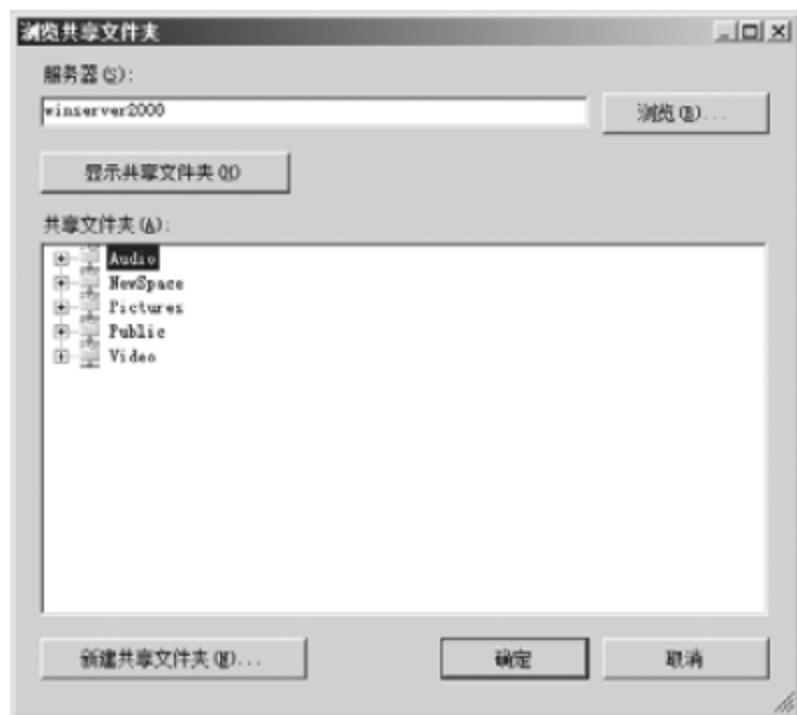 浏览共享文件夹
服务器(S):
winserver2008
浏览(B)...
显示共享文件夹(H)
共享文件夹(A):
Audio
NewSpace
Pictures
Public
Video
新建共享文件夹(N)...
确定
取消